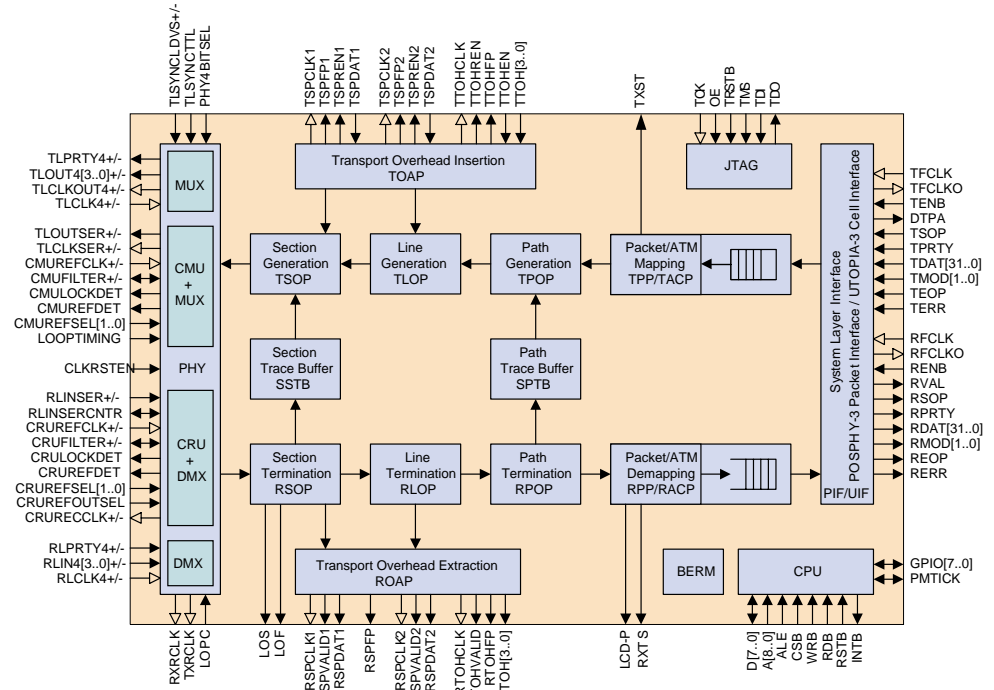 TLSYNCLDVS+/-
TLSYNCTTL
PHY4BITSEL
TSPCLK1
TSPFP1
TSPREN1
TSPDAT1
TSPCLK2
TSPFP2
TSPREN2
TSPDAT2
TTOHCLK
TTOHREN
TTOHFP
TTOHEN
TTOH[3..0]
TXST
TCK
OE
TRSTB
TMS
TDI
TDO
TLPRTY4+/-
TLOUT4[3..0]+/-
TLCLKOUT4+/-
TLCLK4+/-
TLOUTSER+/-
TLCLKSER+/-
CMUREFCLK+/-
CMUFILTER+/-
CMULOCKDET
CMUREFDET
CMUREFSEL[1..0]
LOOPTIMING
CLKRSTEN
RLINSER+/-
RLINSERCNTR
CRUREFCLK+/-
CRUFILTER+/-
CRULOCKDET
CRUREFDET
CRUREFSEL[1..0]
CRUREFOUTSEL
CRURECCLK+/-
RLPRTY4+/-
RLIN4[3..0]+/-
RLCLK4+/-
MUX
CMU
+
MUX
PHY
CRU
+
DMX
DMX
Transport Overhead Insertion
TOAP
JTAG
Section
Generation
TSOP
Line
Generation
TLOP
Path
Generation
TPOP
Packet/ATM
Mapping
TPP/TACP
Section
Trace Buffer
SSTB
Path
Trace Buffer
SPTB
Section
Termination
RSOP
Line
Termination
RLOP
Path
Termination
RPOP
Packet/ATM
Demapping
RPP/RACP
Transport Overhead Extraction
ROAP
BERM
CPU
System Layer Interface
POSPHY-3 Packet Interface / UTOPIA-3 Cell Interface
PIF/UIF
TFCLK
TFCLKO
TENB
DTPA
TSOP
TPRTY
TDAT[31..0]
TMOD[1..0]
TEOP
TERR
RFCLK
RFCLKO
RENB
RVAL
RSOP
RPRTY
RDAT[31..0]
RMOD[1..0]
REOP
RERR
GPIO[7..0]
PMTICK
RXRCLK
TXRCLK
LOPC
LOS
LOF
RSPCLK1
SPVALID1
RSPDAT1
RSPFP
RSPCLK2
SPVALID2
RSPDAT2
RTOHCLK
TOHVALID
RTOHFP
TOH[3..0]
LCD-P
RXTS
D[7..0]
A[8..0]
ALE
CSB
WRB
RDB
RSTB
INTB